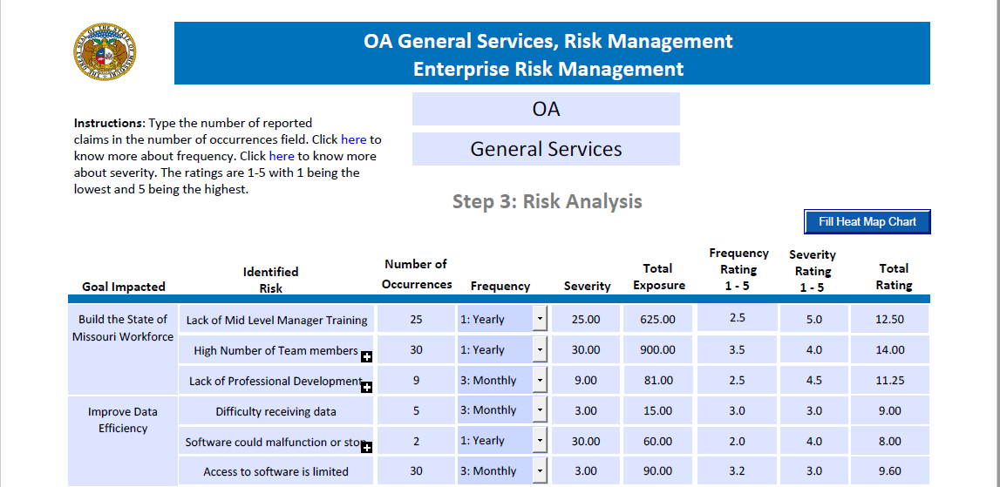 OA General Services, Risk Management
Enterprise Risk Management
OA
General Services
Instructions: Type the number of reported
claims in the number of occurrences field. Click here to
know more about frequency. Click here to know more
about severity. The ratings are 1-5 with 1 being the
lowest and 5 being the highest.
Step 3: Risk Analysis
Fill Heat Map Chart
Goal Impacted
Identified
Risk
Number of
Occurrences
Frequency
Severity
Total
Exposure
Frequency
Rating
1 - 5
Severity
Rating
1 - 5
Total
Rating
Build the State of
Missouri Workforce
Lack of Mid Level Manager Training 25 1: Yearly 25.00 625.00 2.5 5.0 12.50
High Number of Team members 30 1: Yearly 30.00 900.00 3.5 4.0 14.00
Lack of Professional Development 9 3: Monthly 9.00 81.00 2.5 4.5 11.25
Improve Data
Efficiency
Difficulty receiving data 5 3: Monthly 3.00 15.00 3.0 3.0 9.00
Software could malfunction or stop 2 1: Yearly 30.00 60.00 2.0 4.0 8.00
Access to software is limited 30 3: Monthly 3.00 90.00 3.2 3.0 9.60